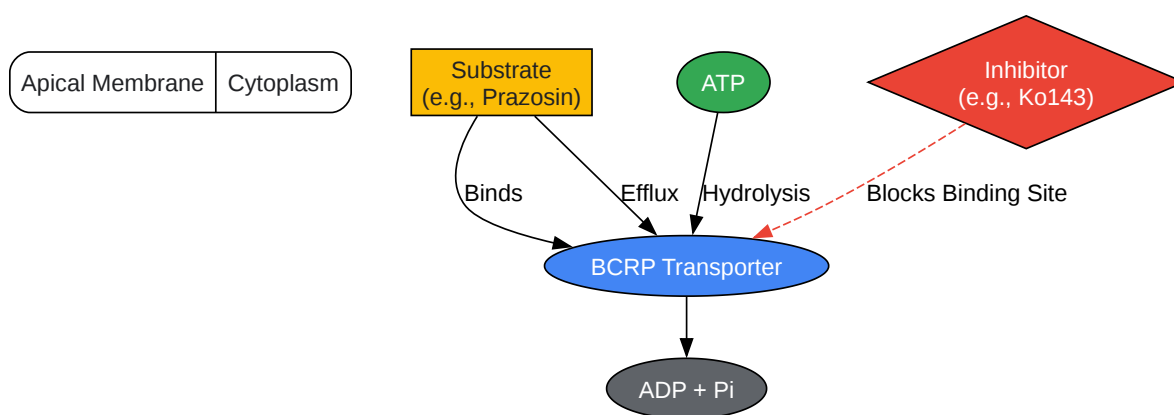 Apical Membrane
Cytoplasm
Substrate
(e.g., Prazosin)
ATP
Inhibitor
(e.g., Ko143)
Binds
Efflux
Hydrolysis
Blocks Binding Site
BCRP Transporter
ADP + Pi